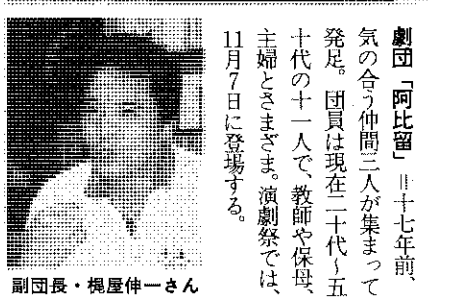 劇団「阿比留」＝十七年前、
気の合う仲間三人が集まって
発足。団員は現在二十代〜五
十代の十一人で、教師や保母、
主婦とさまざま。演劇祭では、
11月7日に登場する。
副団長・梶屋伸一さん